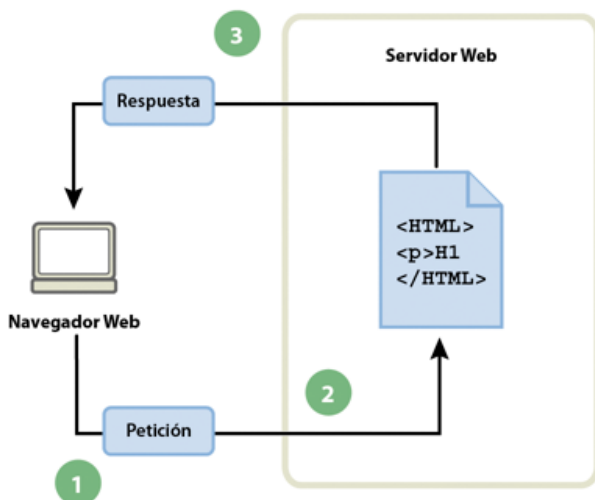 3
Servidor Web
Respuesta
<HTML>
<p>H1
</HTML>
Navegador Web
2
Petición
1